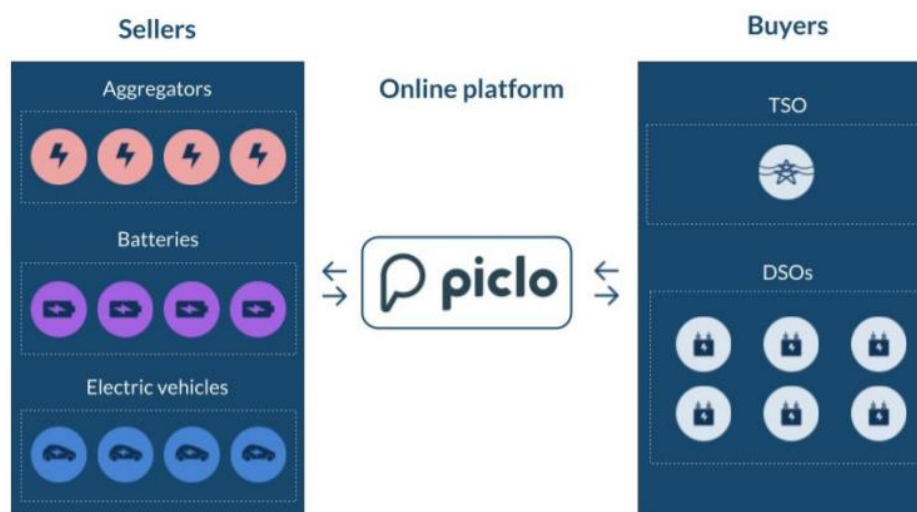 Sellers
Aggregators
Batteries
Electric vehicles
Online platform
piclo
Buyers
TSO
DSOs